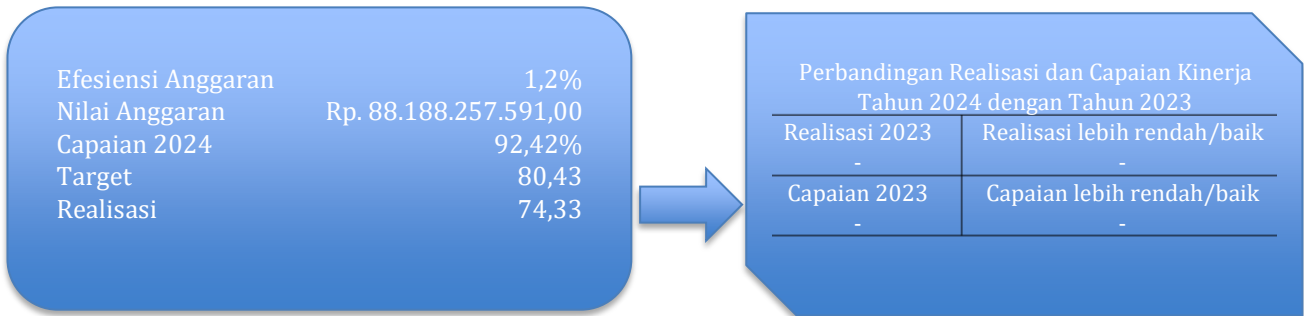 Efesiensi Anggaran 1,2%
Nilai Anggaran Rp. 88.188.257.591,00
Capaian 2024 92,42%
Target 80,43
Realisasi 74,33
Perbandingan Realisasi dan Capaian Kinerja
Tahun 2024 dengan Tahun 2023
Realisasi 2023 Realisasi lebih rendah/baik
- -
Capaian 2023 Capaian lebih rendah/baik
- -